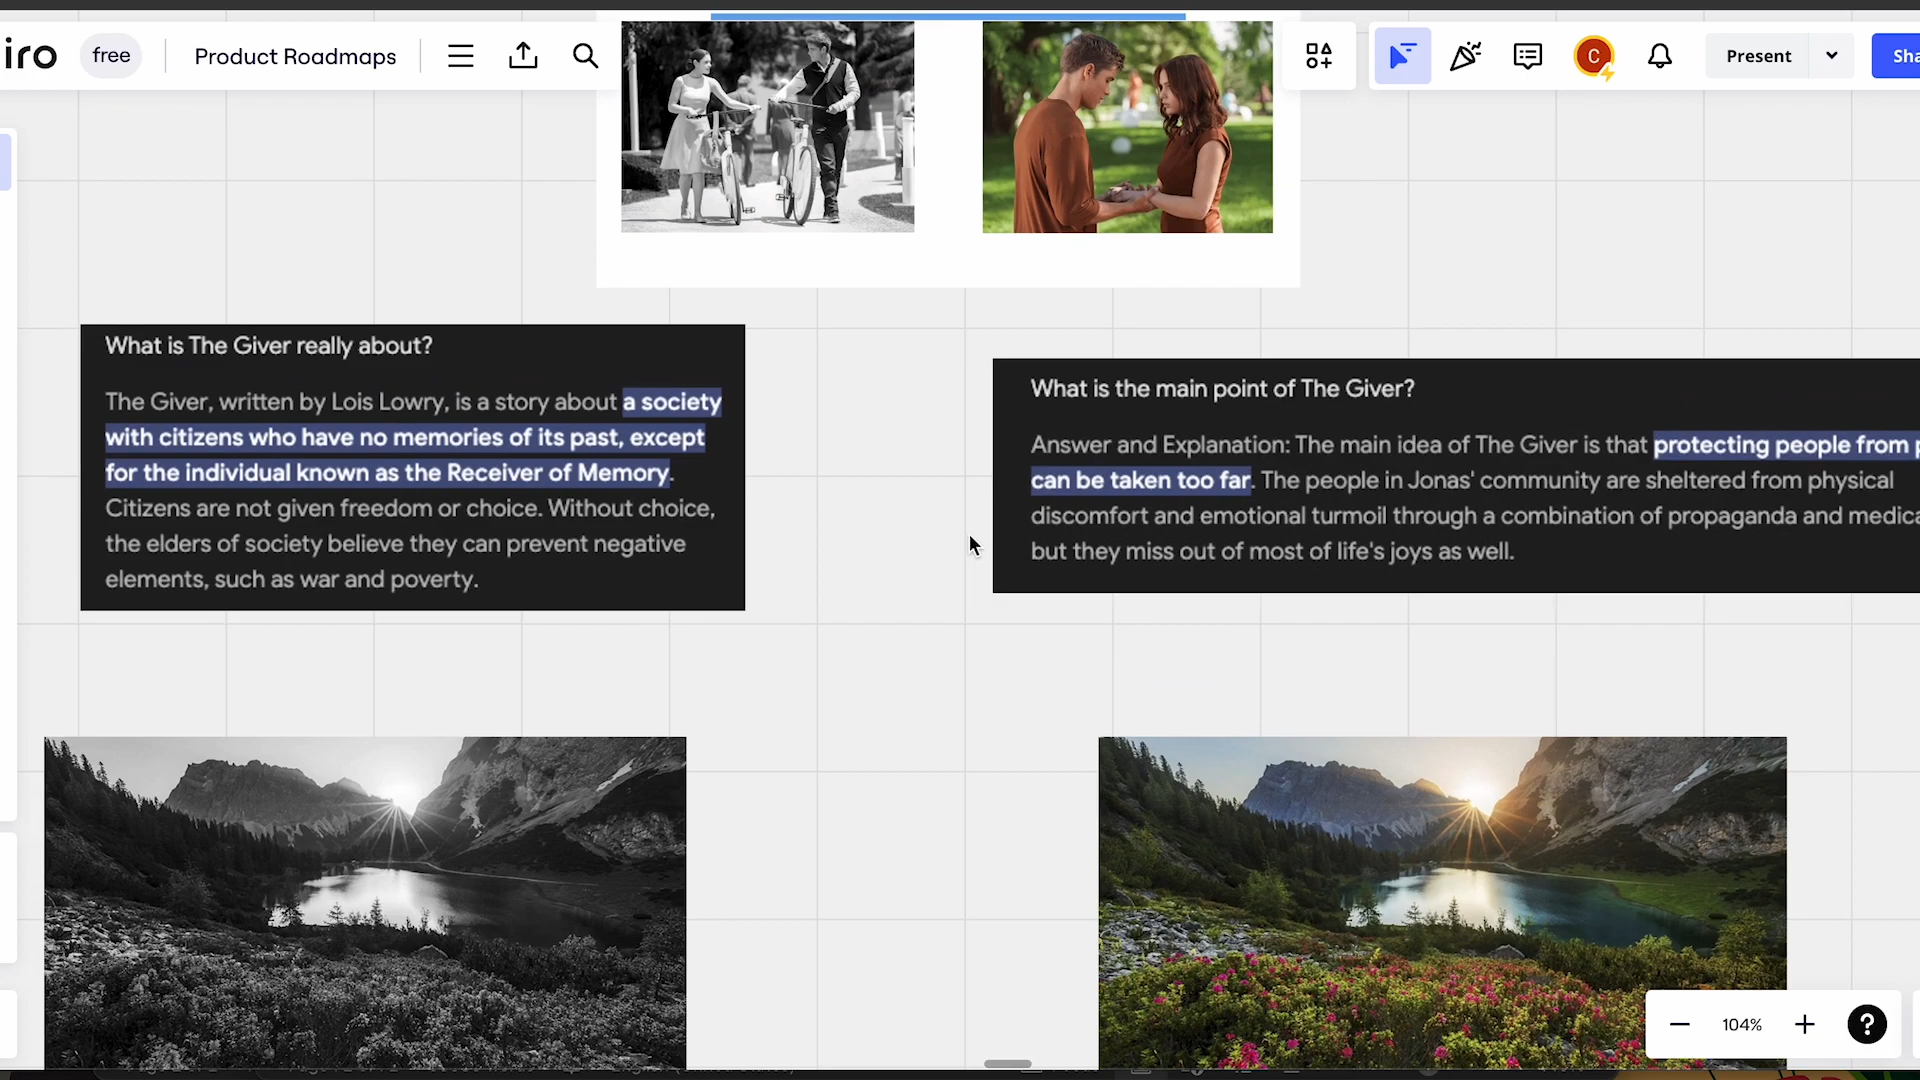 iro
free
Product Roadmaps
C
Present
Sha
What is The Giver really about?
The Giver, written by Lois Lowry, is a story about a society
with citizens who have no memories of its past, except
for the individual known as the Receiver of Memory.
Citizens are not given freedom or choice. Without choice,
the elders of society believe they can prevent negative
elements, such as war and poverty.
What is the main point of The Giver?
Answer and Explanation: The main idea of The Giver is that protecting people from p
can be taken too far. The people in Jonas' community are sheltered from physical
discomfort and emotional turmoil through a combination of propaganda and medica
but they miss out of most of life's joys as well.
104%
?